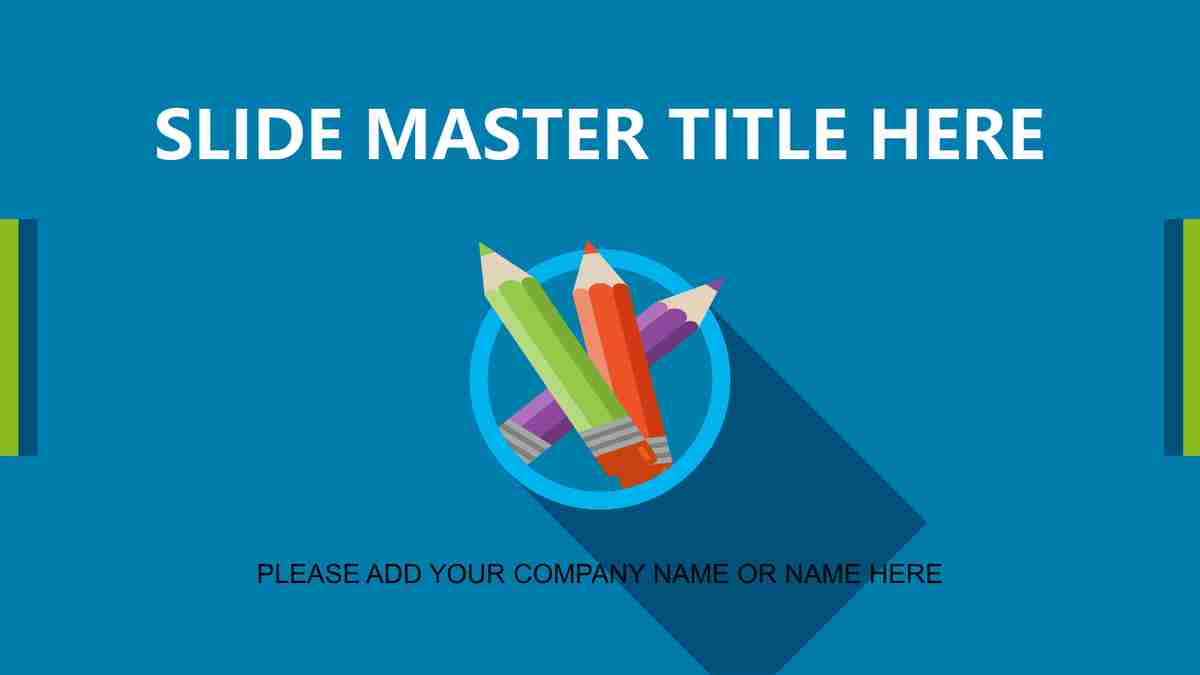 SLIDE MASTER TITLE HERE
PLEASE ADD YOUR COMPANY NAME OR NAME HERE